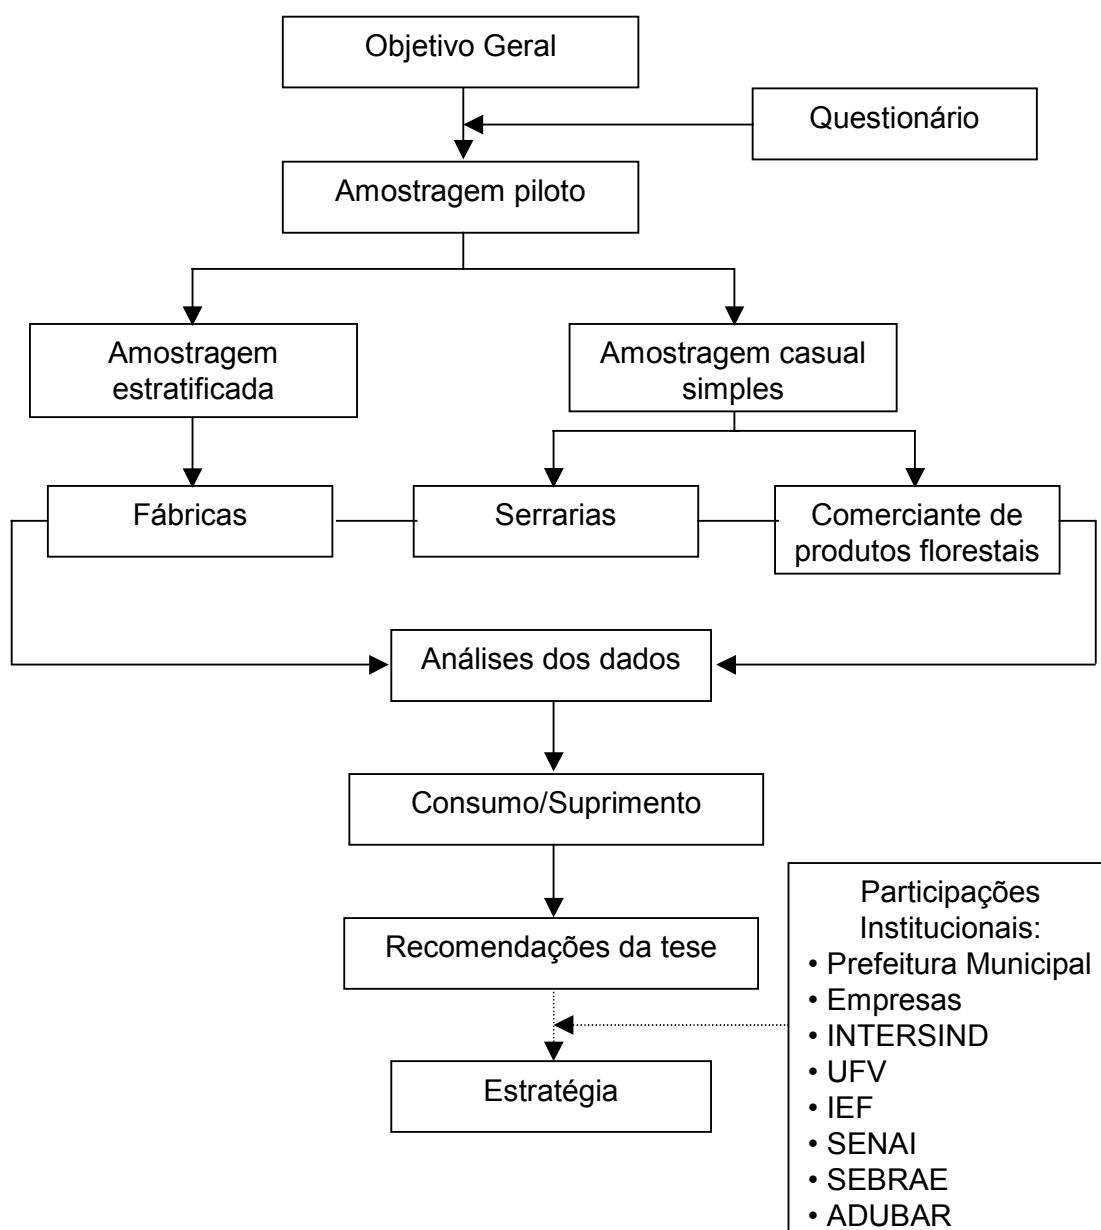 Objetivo Geral
Questionário
Amostragem piloto
Amostragem
estratificada
Amostragem casual
simples
Fábricas
Serrarias
Comerciante de
produtos florestais
Análises dos dados
Consumo/Suprimento
Recomendações da tese
Estratégia
Participações
Institucionais:
• Prefeitura Municipal
• Empresas
• INTERSIND
• UFV
• IEF
• SENAI
• SEBRAE
• ADUBAR